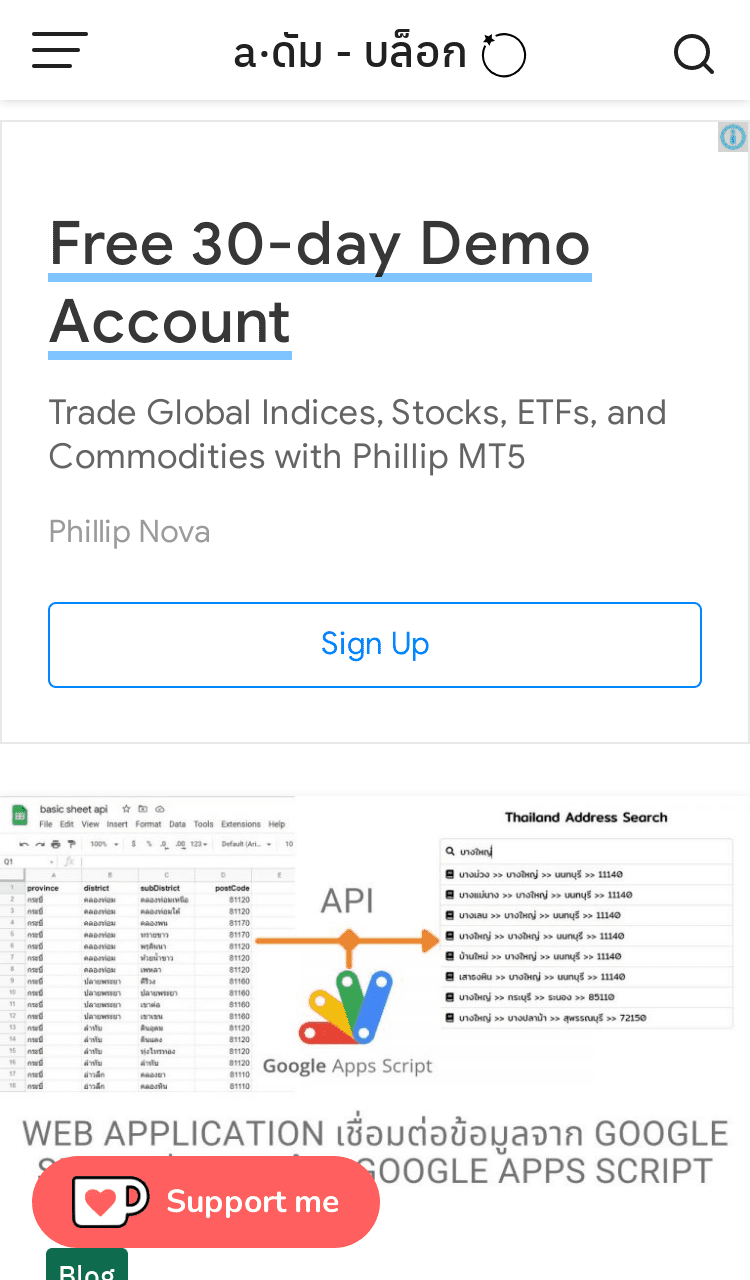 a·ดัม - บล็อก
Free 30-day Demo
Account
Trade Global Indices, Stocks, ETFs, and
Commodities with Phillip MT5
Phillip Nova
Sign Up
basic sheet api
File Edit View Insert Format Data Tools Extensions Help
100% $ % .0 .00 123 Default (Ari... 10
Q1 fx
A B C D E
1 province district subDistrict postCode
2 กระบี่ คลองท่อม คลองท่อมเหนือ 81120
3 กระบี่ คลองท่อม คลองท่อมใต้ 81120
4 กระบี่ คลองท่อม คลองพน 81170
5 กระบี่ คลองท่อม ทรายขาว 81170
6 กระบี่ คลองท่อม พรุดินนา 81120
7 กระบี่ คลองท่อม ห้วยน้ำขาว 81120
8 กระบี่ คลองท่อม เพหลา 81120
9 กระบี่ ปลายพระยา คีรีวง 81160
10 กระบี่ ปลายพระยา ปลายพระยา 81160
11 กระบี่ ปลายพระยา เขาต่อ 81160
12 กระบี่ ปลายพระยา เขาเขน 81160
13 กระบี่ ลำทับ ดินอุดม 81120
14 กระบี่ ลำทับ ดินแดง 81120
15 กระบี่ ลำทับ ทุ่งไทรทอง 81120
16 กระบี่ ลำทับ ลำทับ 81120
17 กระบี่ อ่าวลึก คลองยา 81110
18 กระบี่ อ่าวลึก คลองหิน 81110
API
Google Apps Script
Thailand Address Search
บางใหญ่
บางม่วง >> บางใหญ่ >> นนทบุรี >> 11140
บางแม่นาง >> บางใหญ่ >> นนทบุรี >> 11140
บางเลน >> บางใหญ่ >> นนทบุรี >> 11140
บางใหญ่ >> บางใหญ่ >> นนทบุรี >> 11140
บ้านใหม่ >> บางใหญ่ >> นนทบุรี >> 11140
เสาธงหิน >> บางใหญ่ >> นนทบุรี >> 11140
บางใหญ่ >> กระบุรี >> ระนอง >> 85110
บางใหญ่ >> บางปลาม้า >> สุพรรณบุรี >> 72150
WEB APPLICATION เชื่อมต่อข้อมูลจาก GOOGLE
GOOGLE APPS SCRIPT
Support me
Blog